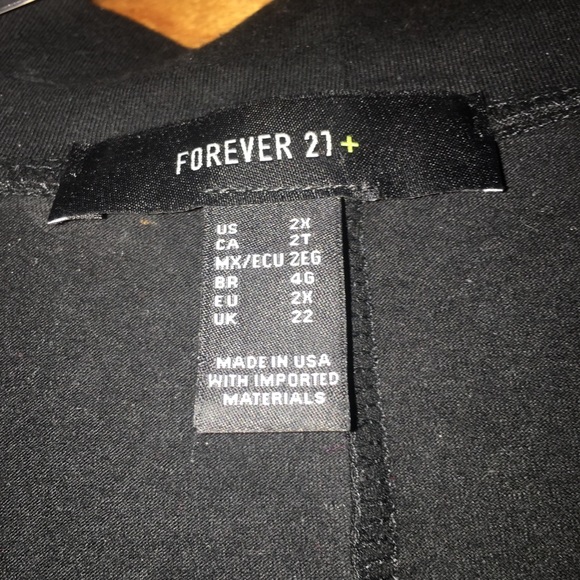 FOREVER 21+
US 2X
CA 2T
MX/ECU 2EG
BR 4G
EU 2X
UK 22
MADE IN USA
WITH IMPORTED
MATERIALS